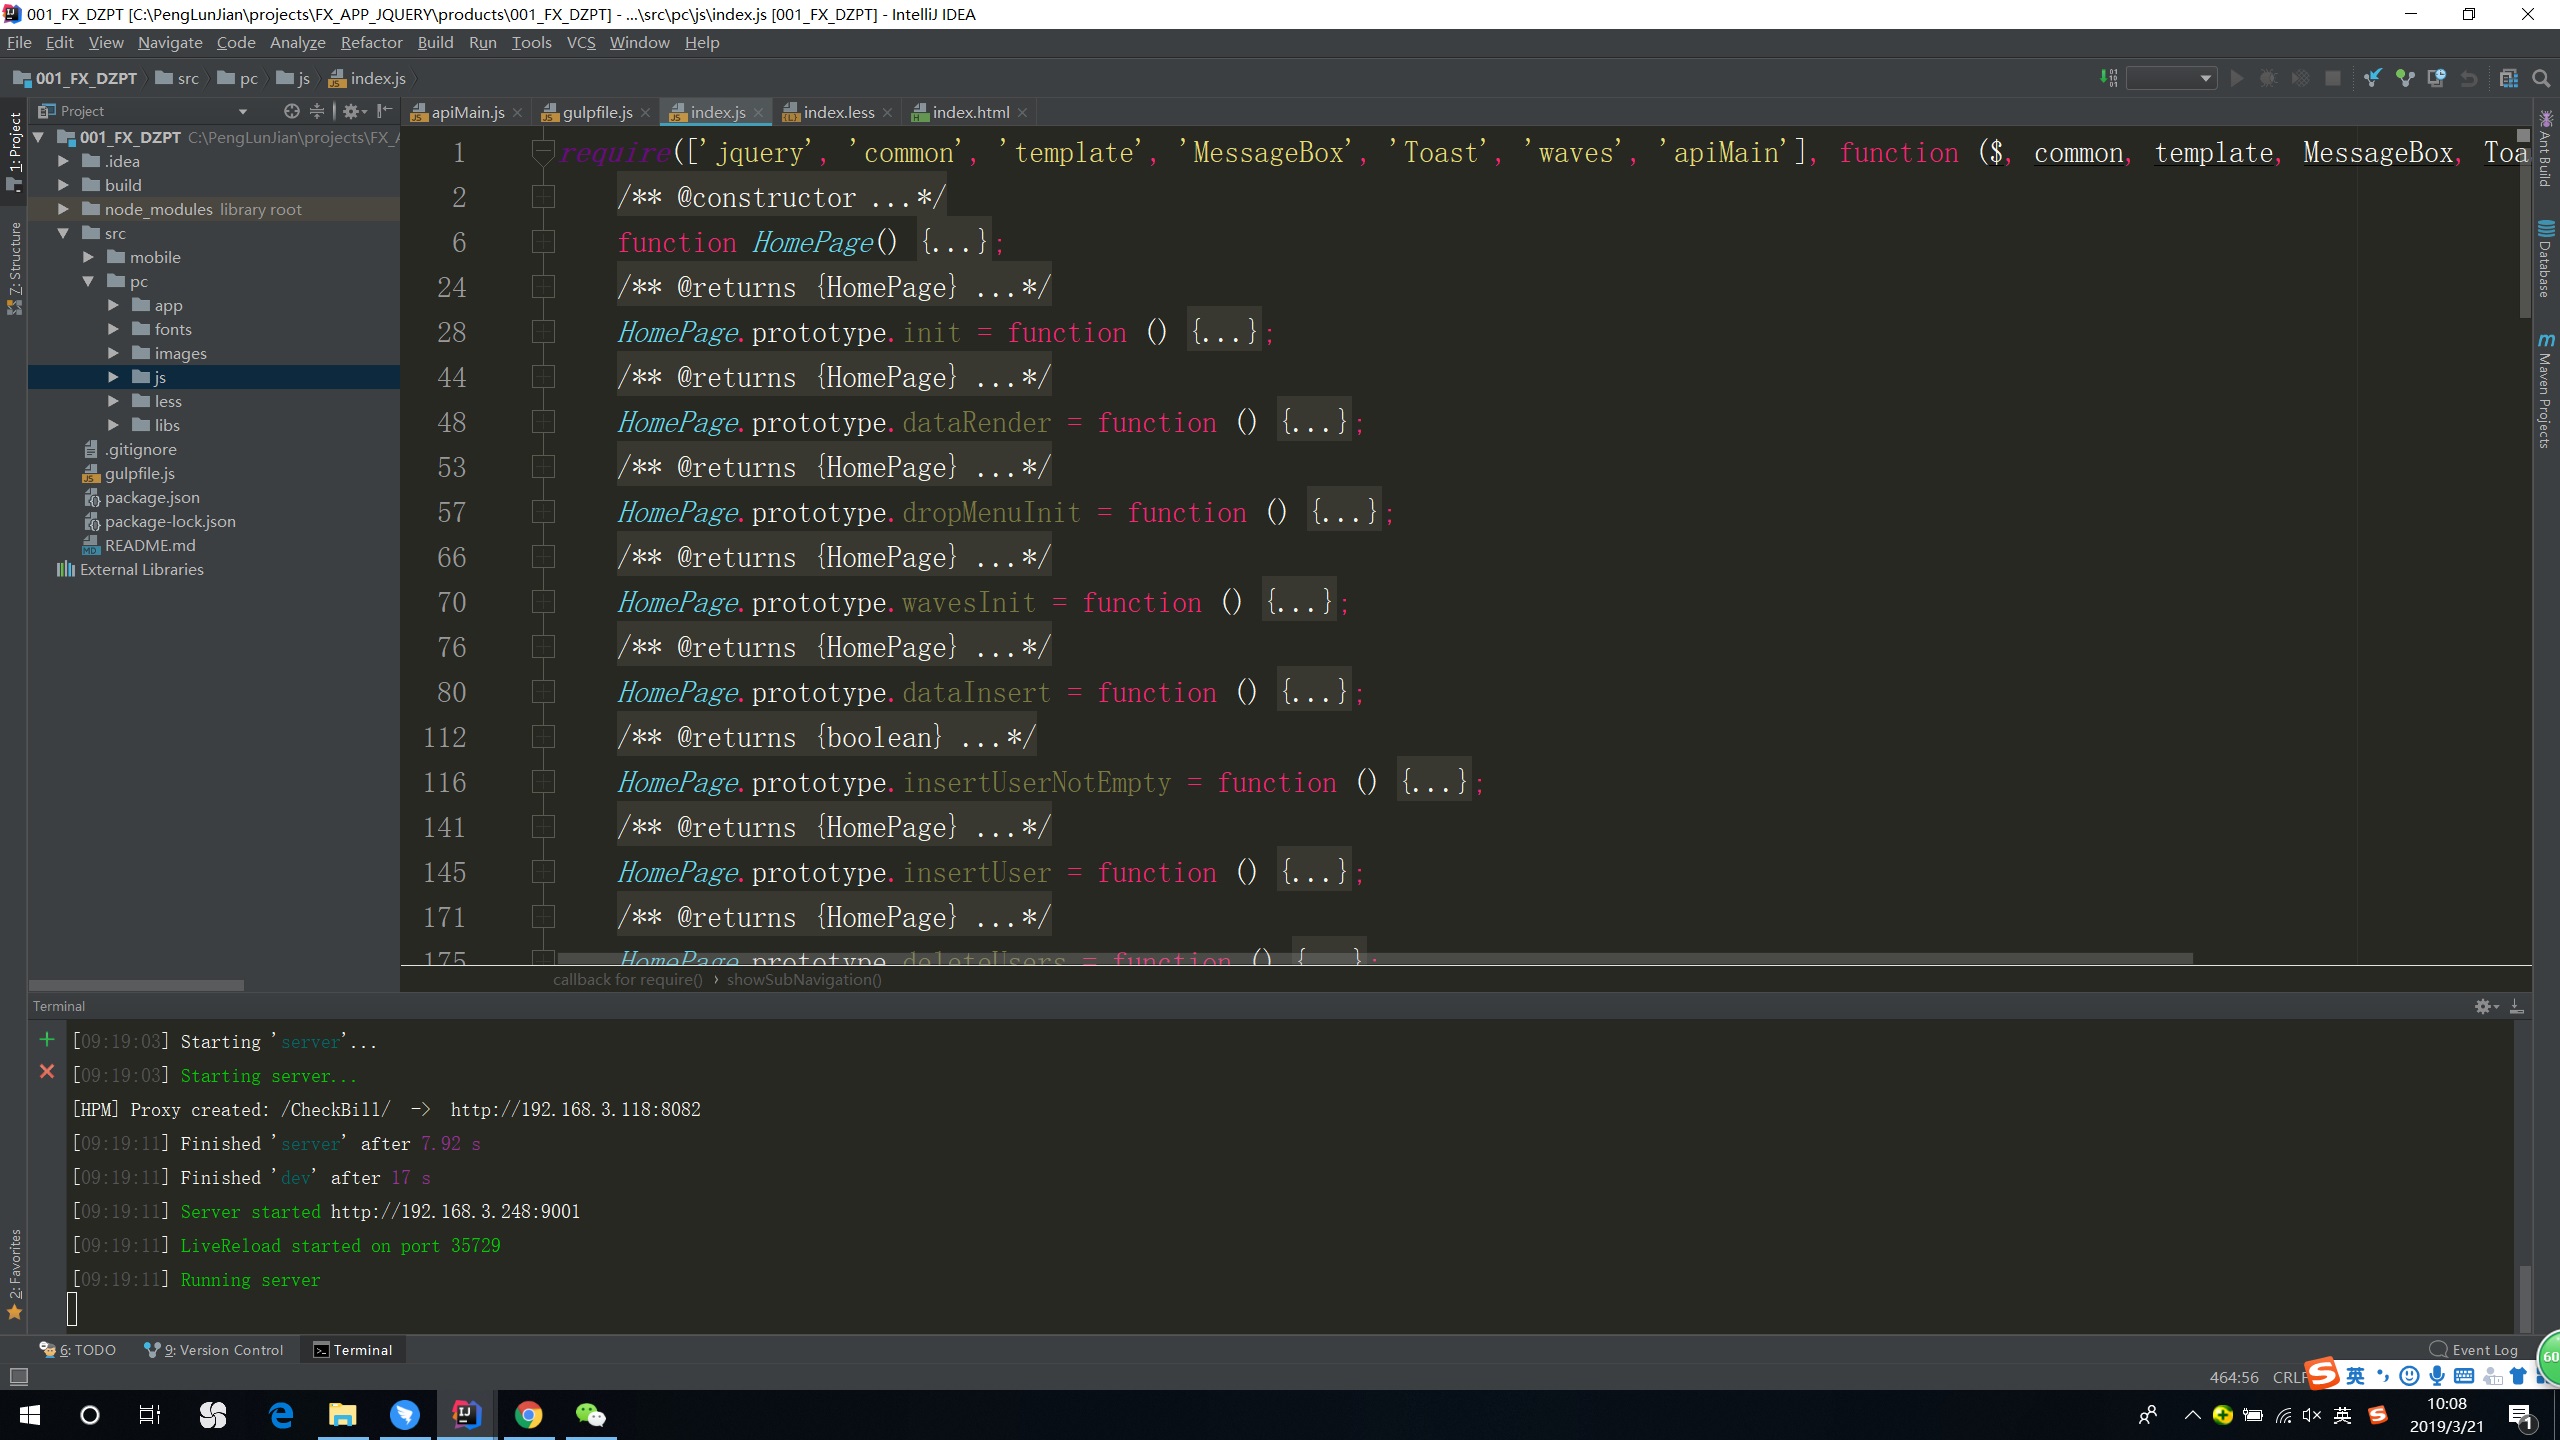 001_FX_DZPT [C:\PengLunJian\projects\FX_APP_JQUERY\products\001_FX_DZPT] - ...\src\pc\js\index.js [001_FX_DZPT] - IntelliJ IDEA
File Edit View Navigate Code Analyze Refactor Build Run Tools VCS Window Help
001_FX_DZPT src pc js index.js
Project
apiMain.js gulpfile.js index.js index.less index.html
1: Project
Z: Structure
2: Favorites
001_FX_DZPT C:\PengLunJian\projects\FX_A
.idea
build
node_modules library root
src
mobile
pc
app
fonts
images
js
less
libs
.gitignore
gulpfile.js
package.json
package-lock.json
README.md
External Libraries
1 require(['jquery', 'common', 'template', 'MessageBox', 'Toast', 'waves', 'apiMain'], function ($, common, template, MessageBox, Toa
2 /** @constructor ...*/
6 function HomePage() {...};
24 /** @returns {HomePage} ...*/
28 HomePage.prototype.init = function () {...};
44 /** @returns {HomePage} ...*/
48 HomePage.prototype.dataRender = function () {...};
53 /** @returns {HomePage} ...*/
57 HomePage.prototype.dropMenuInit = function () {...};
66 /** @returns {HomePage} ...*/
70 HomePage.prototype.wavesInit = function () {...};
76 /** @returns {HomePage} ...*/
80 HomePage.prototype.dataInsert = function () {...};
112 /** @returns {boolean} ...*/
116 HomePage.prototype.insertUserNotEmpty = function () {...};
141 /** @returns {HomePage} ...*/
145 HomePage.prototype.insertUser = function () {...};
171 /** @returns {HomePage} ...*/
175 HomePage.prototype.deleteUsers = function () {...};
callback for require() › showSubNavigation()
Ant Build
Database
Maven Projects
Terminal
[09:19:03] Starting 'server'...
[09:19:03] Starting server...
[HPM] Proxy created: /CheckBill/  ->  http://192.168.3.118:8082
[09:19:11] Finished 'server' after 7.92 s
[09:19:11] Finished 'dev' after 17 s
[09:19:11] Server started http://192.168.3.248:9001
[09:19:11] LiveReload started on port 35729
[09:19:11] Running server
6: TODO 9: Version Control Terminal
Event Log
60
464:56 CRLF
英
英
10:08
2019/3/21
1